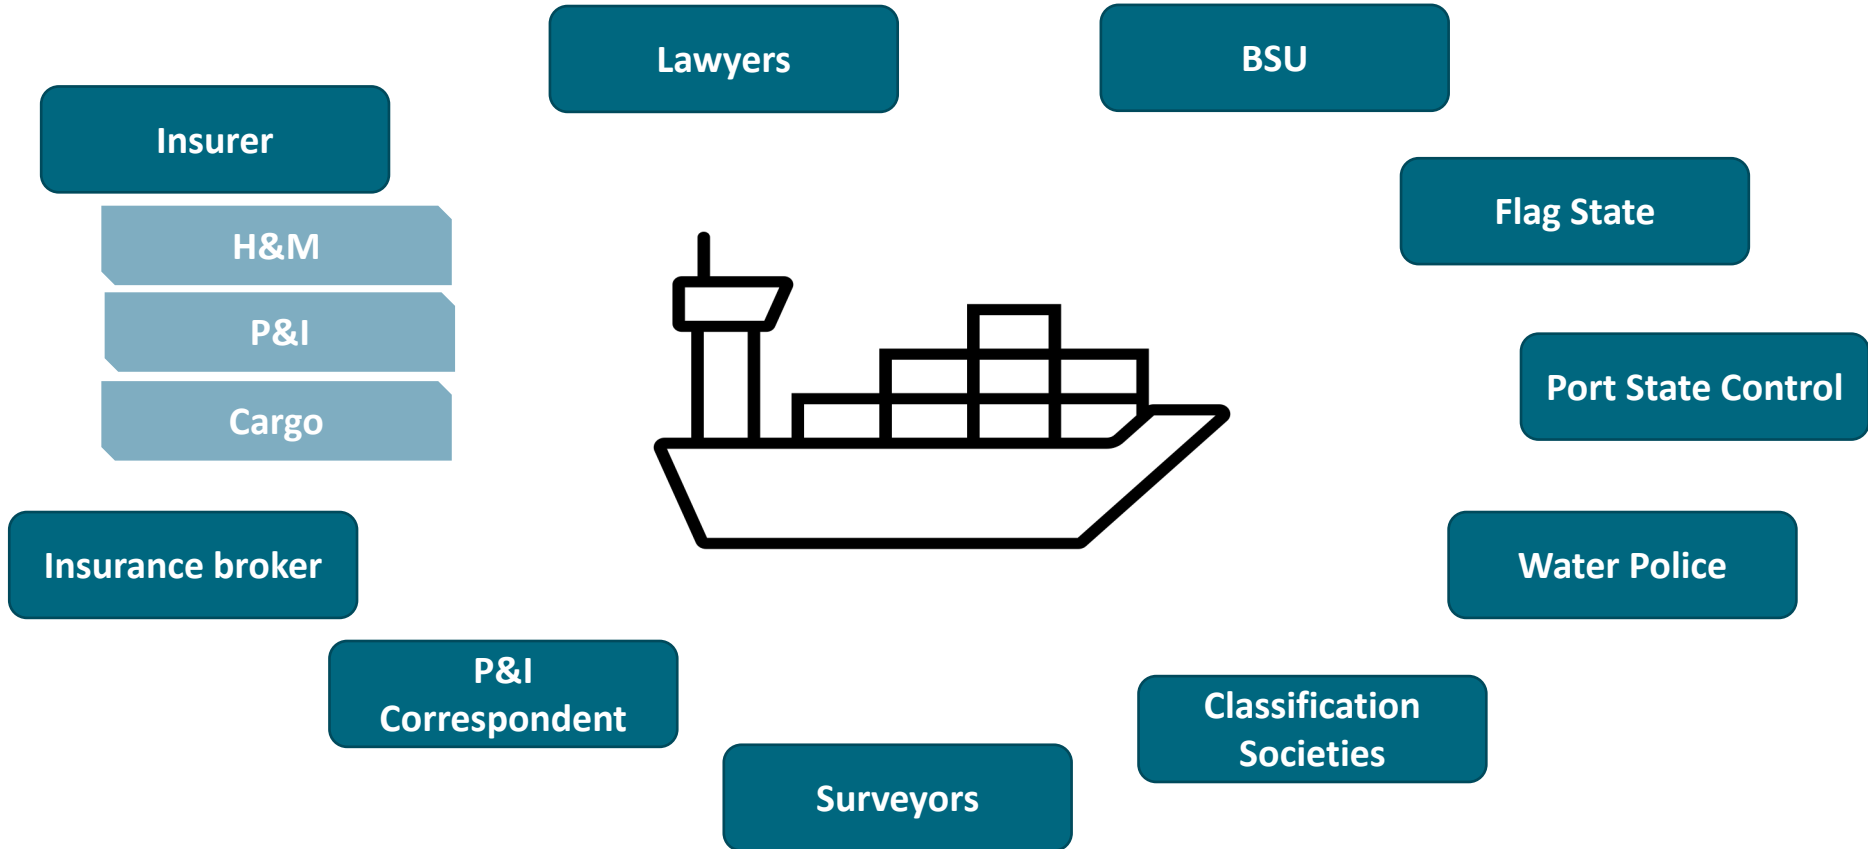 Lawyers
BSU
Insurer
Flag State
H&M
P&I
Port State Control
Cargo
Insurance broker
Water Police
P&I
Correspondent
Classification
Societies
Surveyors